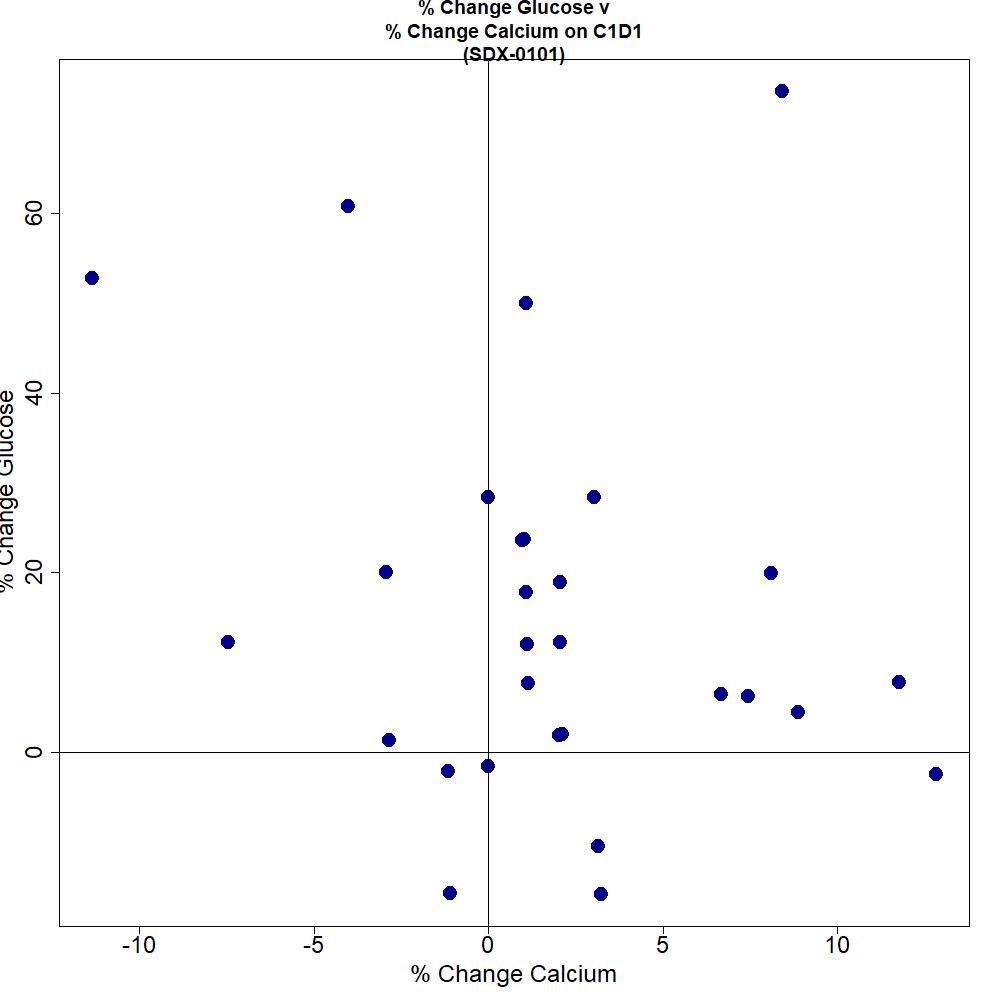 % Change Glucose v
% Change Calcium on C1D1
(SDX-0101)
% Change Glucose
60
40
20
0
-10
-5
0
5
10
% Change Calcium